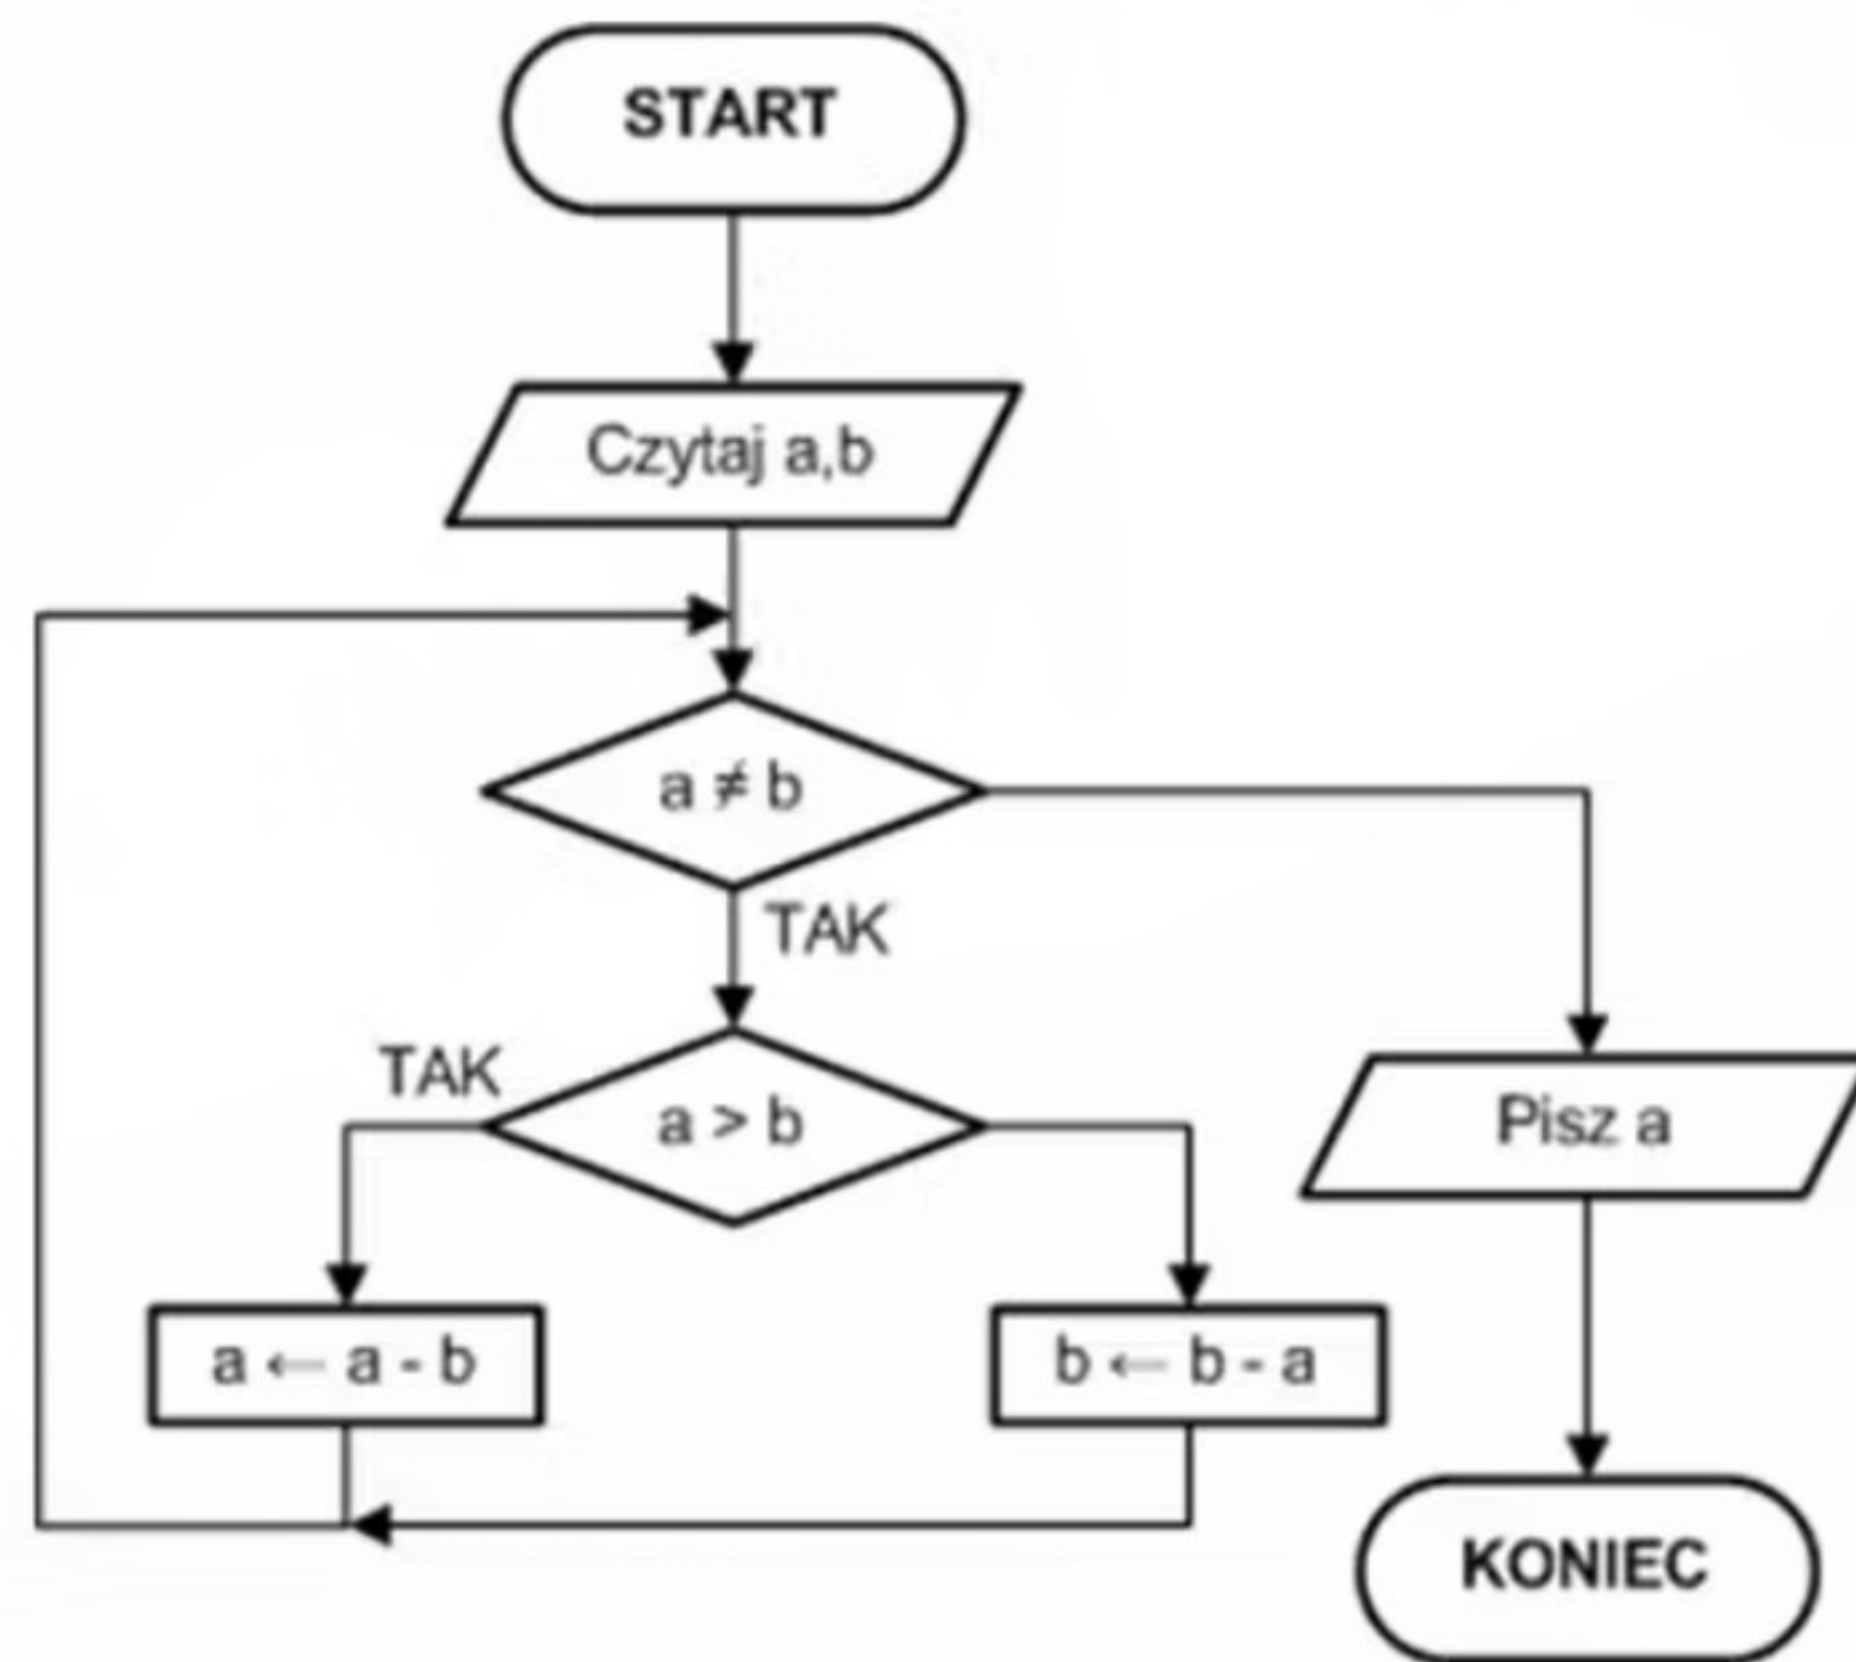 START
Czytaj a,b
a ≠ b
TAK
TAK
a > b
Pisz a
a ← a - b
b ← b - a
KONIEC